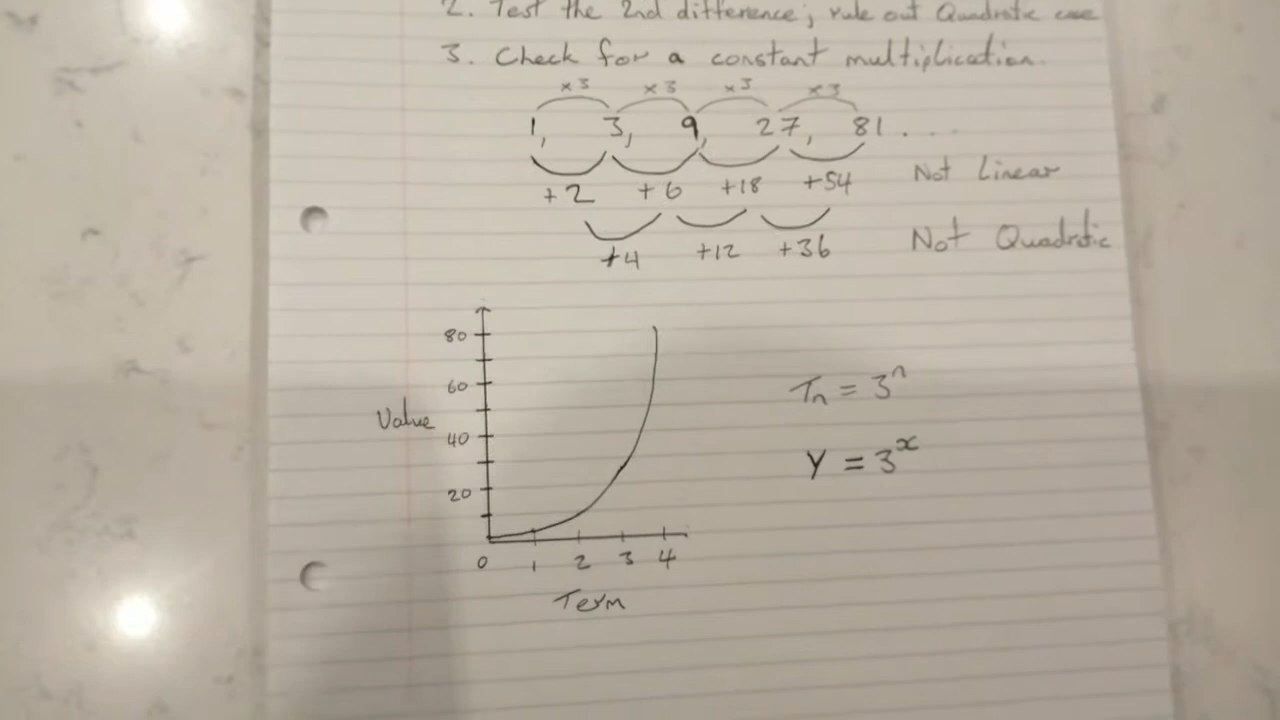 2. Test the 2nd difference; rule out Quadratic case
3. Check for a constant multiplication.
×3 ×3 ×3 ×3
1, 3, 9, 27, 81 ....
+2 +6 +18 +54 Not Linear
+4 +12 +36 Not Quadratic
80
60
Tn = 3^n
Value
40
y = 3^x
20
0 1 2 3 4
Term